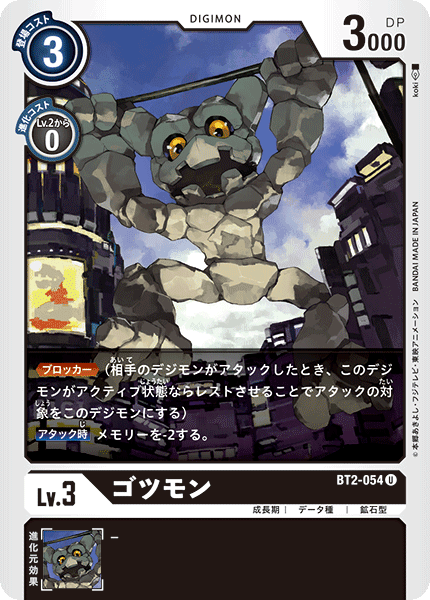 登場コスト
3
DIGIMON
3000
DP
進化コスト
Lv.2から
0
koki
ブロッカー (相手のデジモンがアタックしたとき、このデジ
モンがアクティブ状態ならレストさせることでアタックの対
象をこのデジモンにする)
アタック時 メモリーを-2する。
© 本郷あきよし・フジテレビ・東映アニメーション BANDAI MADE IN JAPAN
BT2-054 U
Lv.3
ゴツモン
成長期 | データ種 | 鉱石型
進化元効果
-